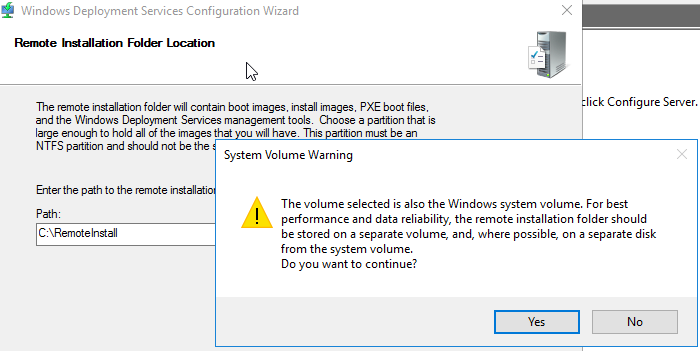 Windows Deployment Services Configuration Wizard
Remote Installation Folder Location
click Configure Server.
The remote installation folder will contain boot images, install images, PXE boot files,
and the Windows Deployment Services management tools. Choose a partition that is
large enough to hold all of the images that you will have. This partition must be an
NTFS partition and should not be the s
Enter the path to the remote installation
Path:
C:\RemoteInstall
System Volume Warning
The volume selected is also the Windows system volume. For best
performance and data reliability, the remote installation folder should
be stored on a separate volume, and, where possible, on a separate disk
from the system volume.
Do you want to continue?
Yes
No